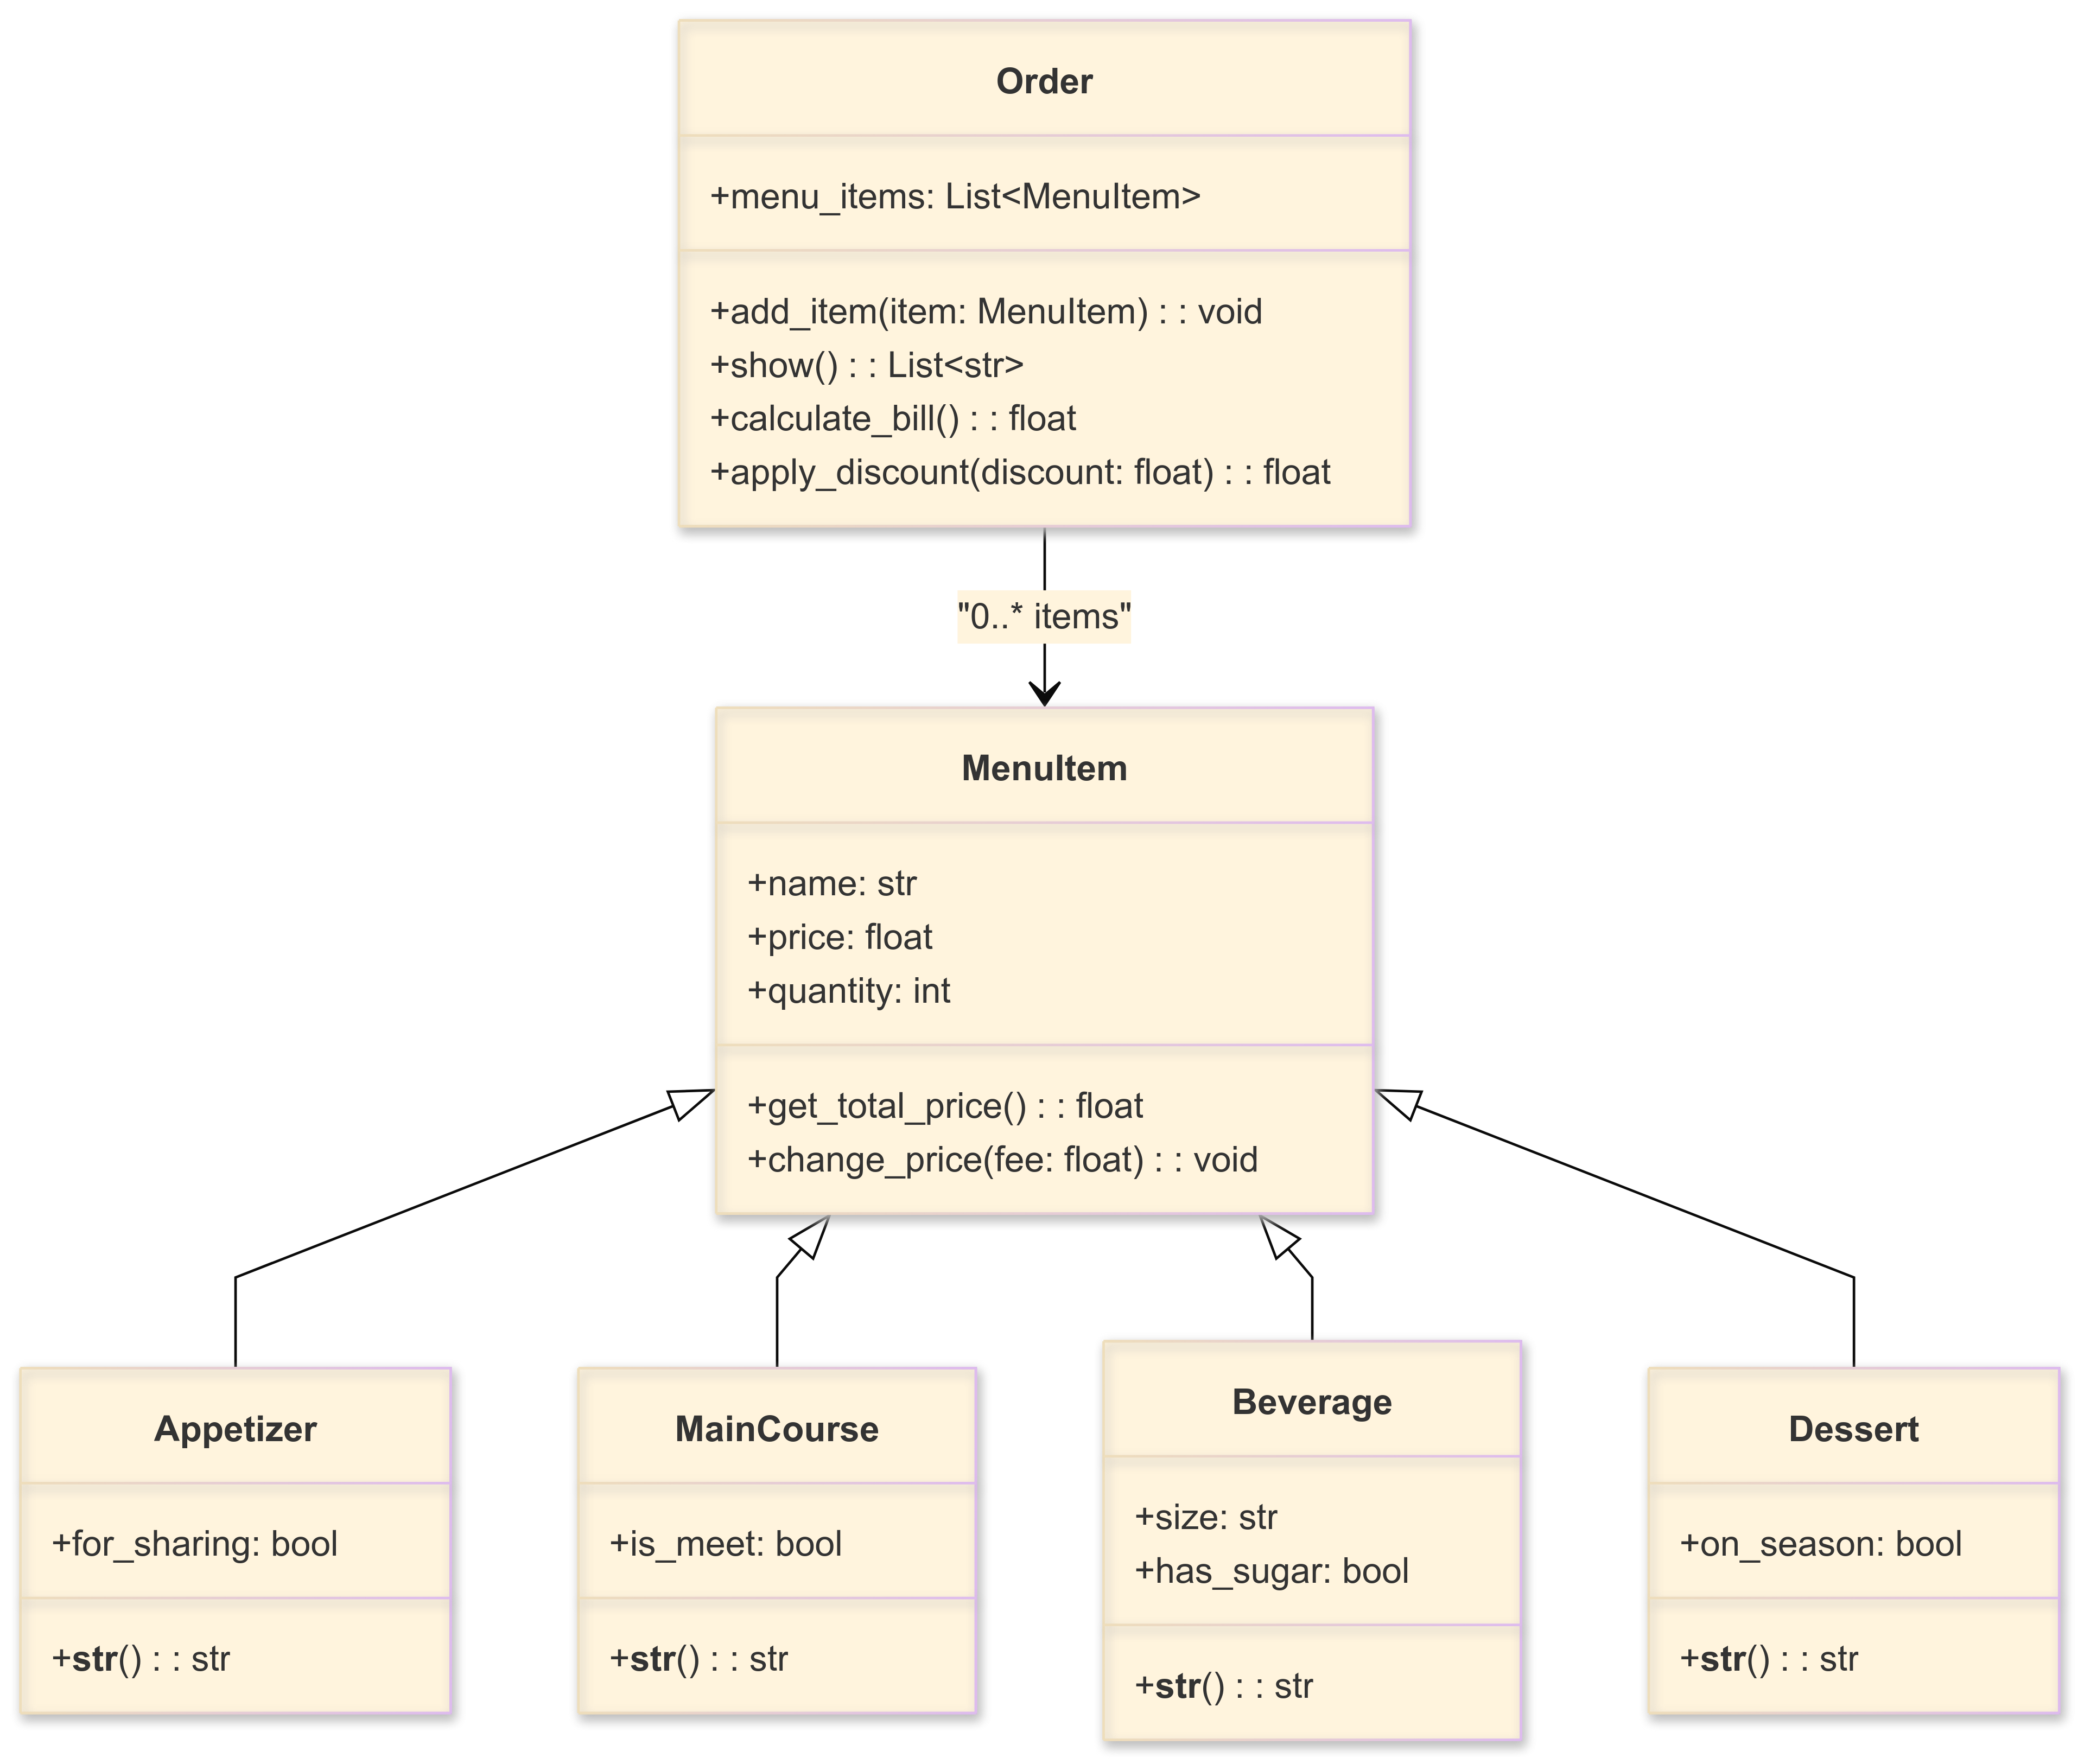 Order
+menu_items: List<MenuItem>
+add_item(item: MenuItem) : : void
+show() : : List<str>
+calculate_bill() : : float
+apply_discount(discount: float) : : float
"0..* items"
MenuItem
+name: str
+price: float
+quantity: int
+get_total_price() : : float
+change_price(fee: float) : : void
Appetizer
+for_sharing: bool
+str() : : str
MainCourse
+is_meet: bool
+str() : : str
Beverage
+size: str
+has_sugar: bool
+str() : : str
Dessert
+on_season: bool
+str() : : str